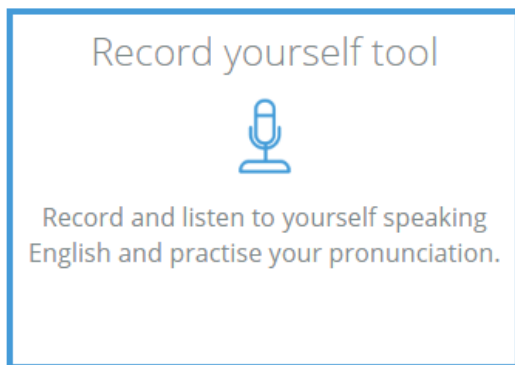 Record yourself tool
Record and listen to yourself speaking
English and practise your pronunciation.